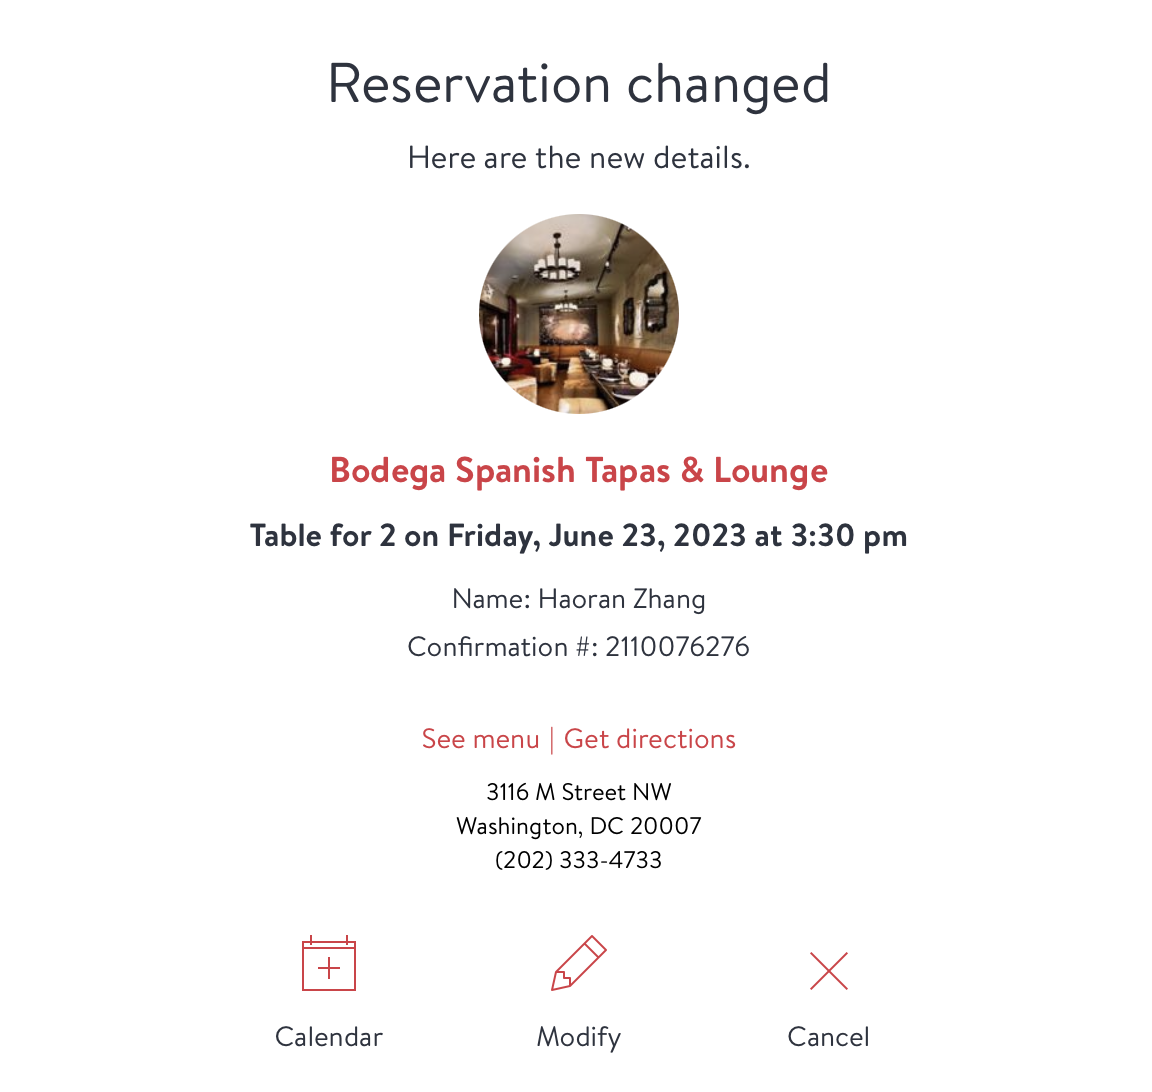 Reservation changed
Here are the new details.
Bodega Spanish Tapas & Lounge
Table for 2 on Friday, June 23, 2023 at 3:30 pm
Name: Haoran Zhang
Confirmation #: 2110076276
See menu | Get directions
3116 M Street NW
Washington, DC 20007
(202) 333-4733
Calendar
Modify
Cancel